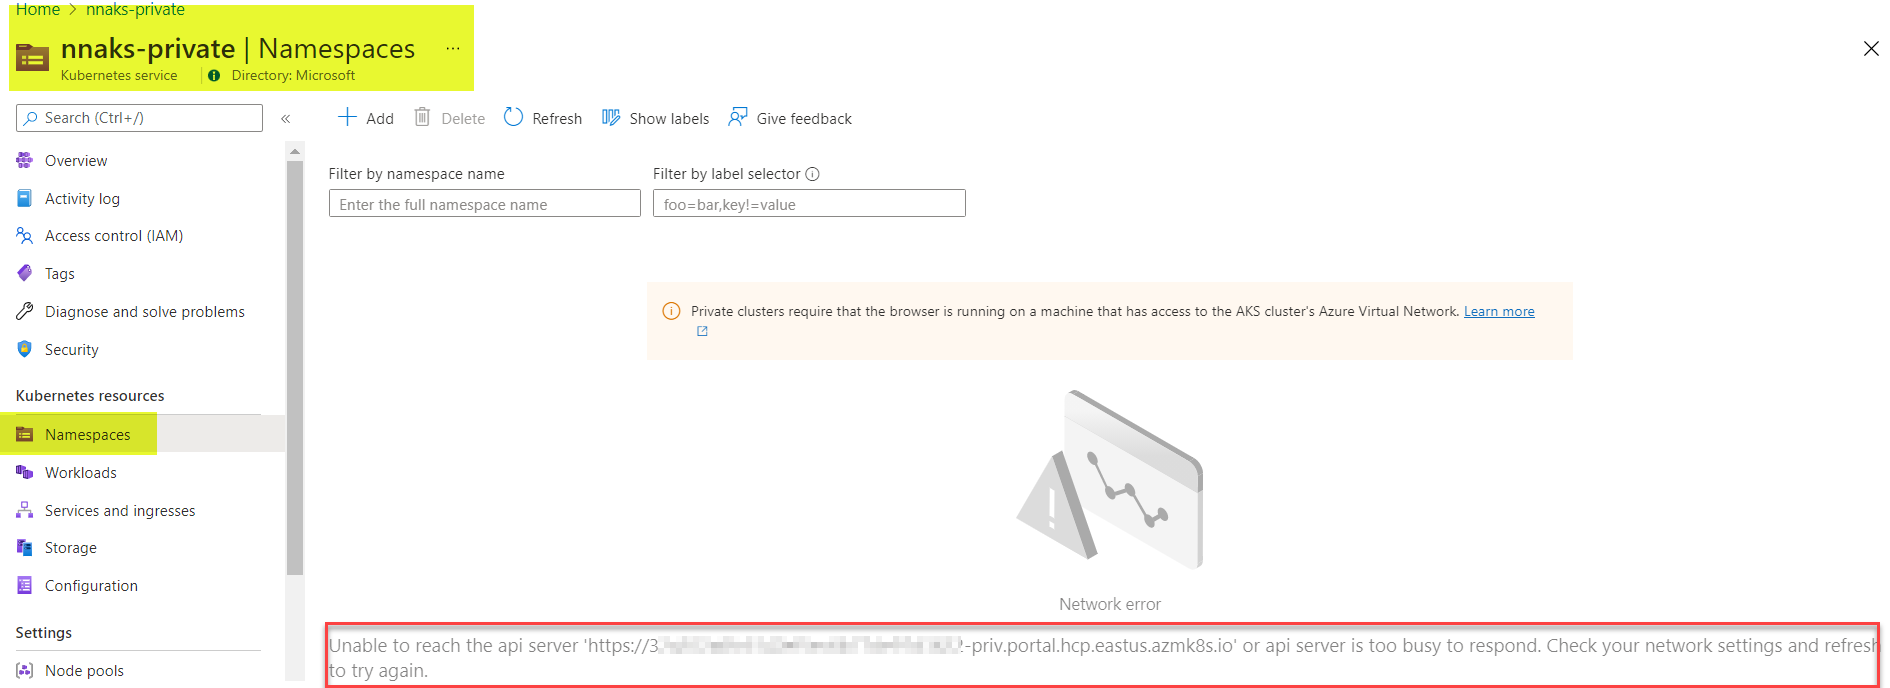 Home > nnaks-private
nnaks-private | Namespaces ...
Kubernetes service
Directory: Microsoft
Search (Ctrl+/)
«
Add
Delete
Refresh
Show labels
Give feedback
Overview
Activity log
Access control (IAM)
Tags
Diagnose and solve problems
Security
Kubernetes resources
Namespaces
Workloads
Services and ingresses
Storage
Configuration
Settings
Node pools
Filter by namespace name
Enter the full namespace name
Filter by label selector
foo=bar,key!=value
Private clusters require that the browser is running on a machine that has access to the AKS cluster's Azure Virtual Network. Learn more
Network error
Unable to reach the api server 'https://3 -priv.portal.hcp.eastus.azmk8s.io' or api server is too busy to respond. Check your network settings and refresh
to try again.